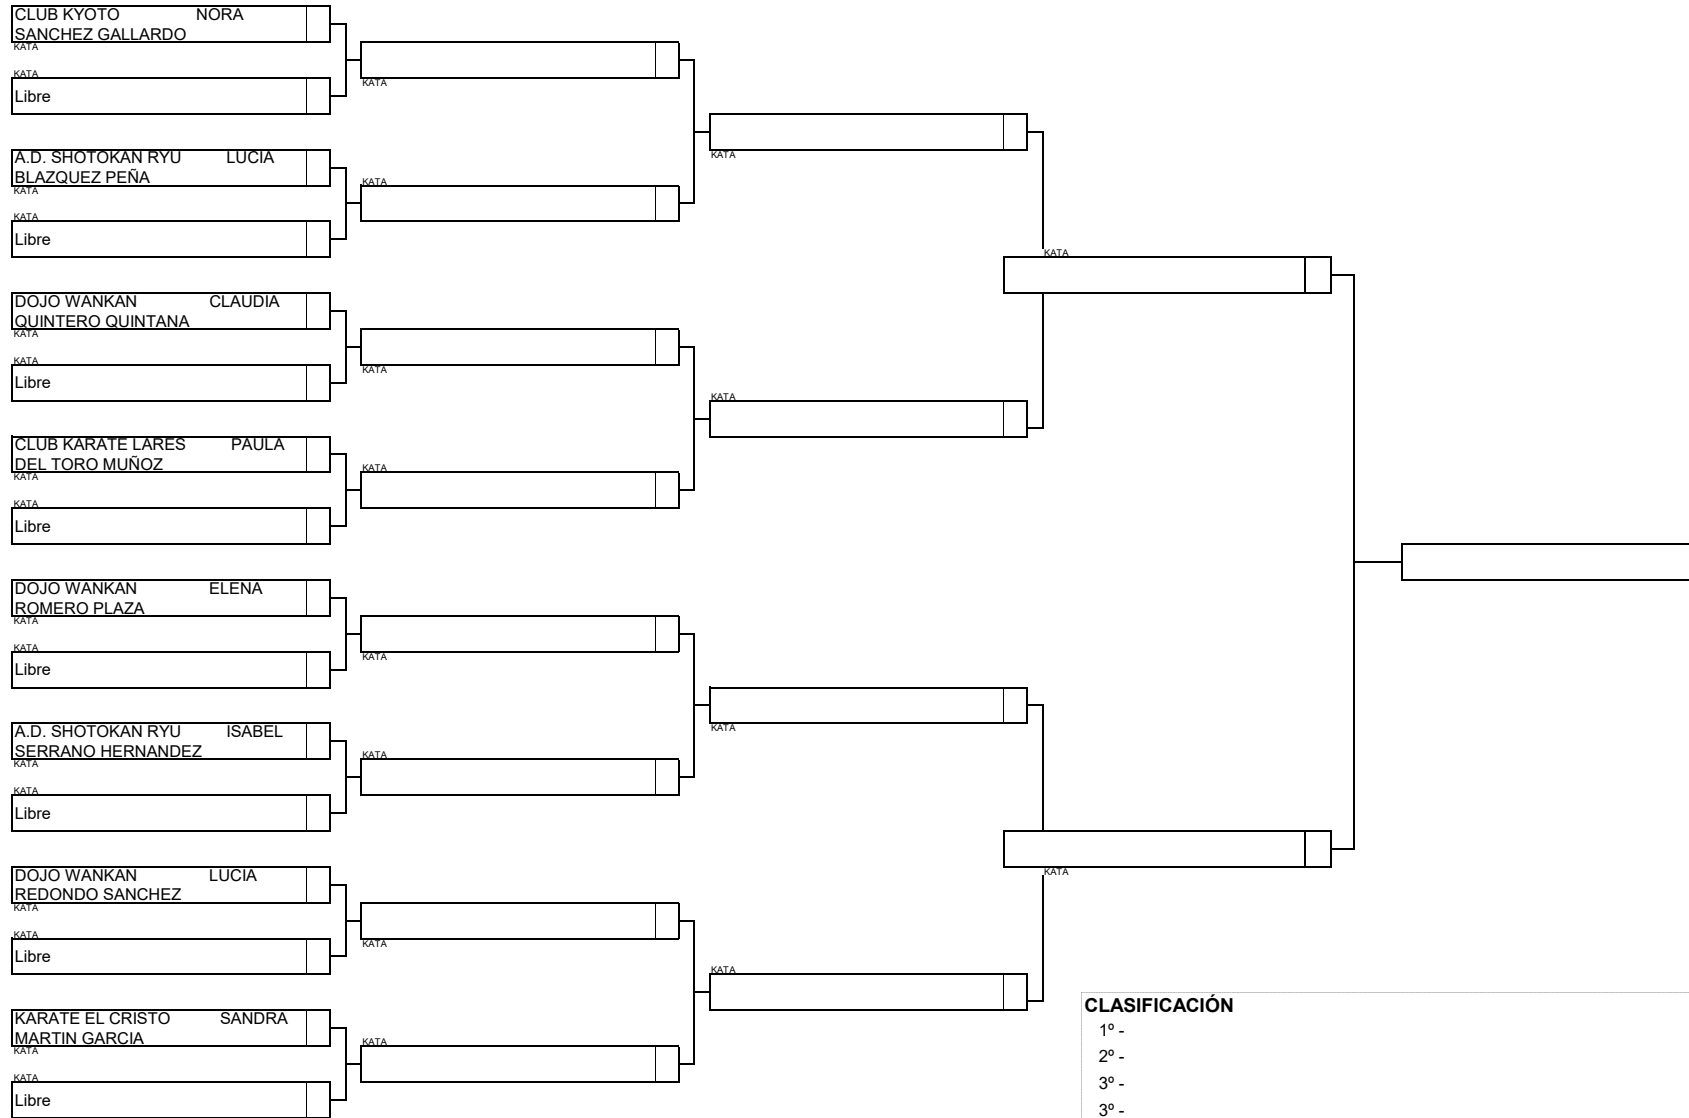 CLUB KYOTO NORA
SANCHEZ GALLARDO
KATA
KATA
Libre
A.D. SHOTOKAN RYU LUCIA
BLAZQUEZ PEÑA
KATA
KATA
Libre
DOJO WANKAN CLAUDIA
QUINTERO QUINTANA
KATA
KATA
Libre
CLUB KARATE LARES PAULA
DEL TORO MUÑOZ
KATA
KATA
Libre
DOJO WANKAN ELENA
ROMERO PLAZA
KATA
KATA
Libre
A.D. SHOTOKAN RYU ISABEL
SERRANO HERNANDEZ
KATA
KATA
Libre
DOJO WANKAN LUCIA
REDONDO SANCHEZ
KATA
KATA
Libre
KARATE EL CRISTO SANDRA
MARTIN GARCIA
KATA
KATA
Libre
KATA
KATA
KATA
KATA
KATA
KATA
KATA
KATA
KATA
KATA
KATA
KATA
KATA
KATA
CLASIFICACIÓN
1º -
2º -
3º -
3º -